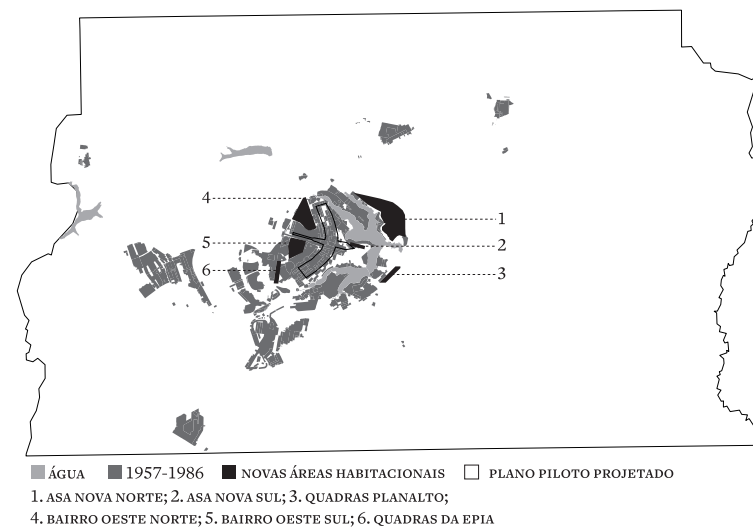 4
5
6
1
2
3
ÁGUA 1957-1986 NOVAS ÁREAS HABITACIONAIS PLANO PILOTO PROJETADO
1. ASA NOVA NORTE; 2. ASA NOVA SUL; 3. QUADRAS PLANALTO;
4. BAIRRO OESTE NORTE; 5. BAIRRO OESTE SUL; 6. QUADRAS DA EPIA